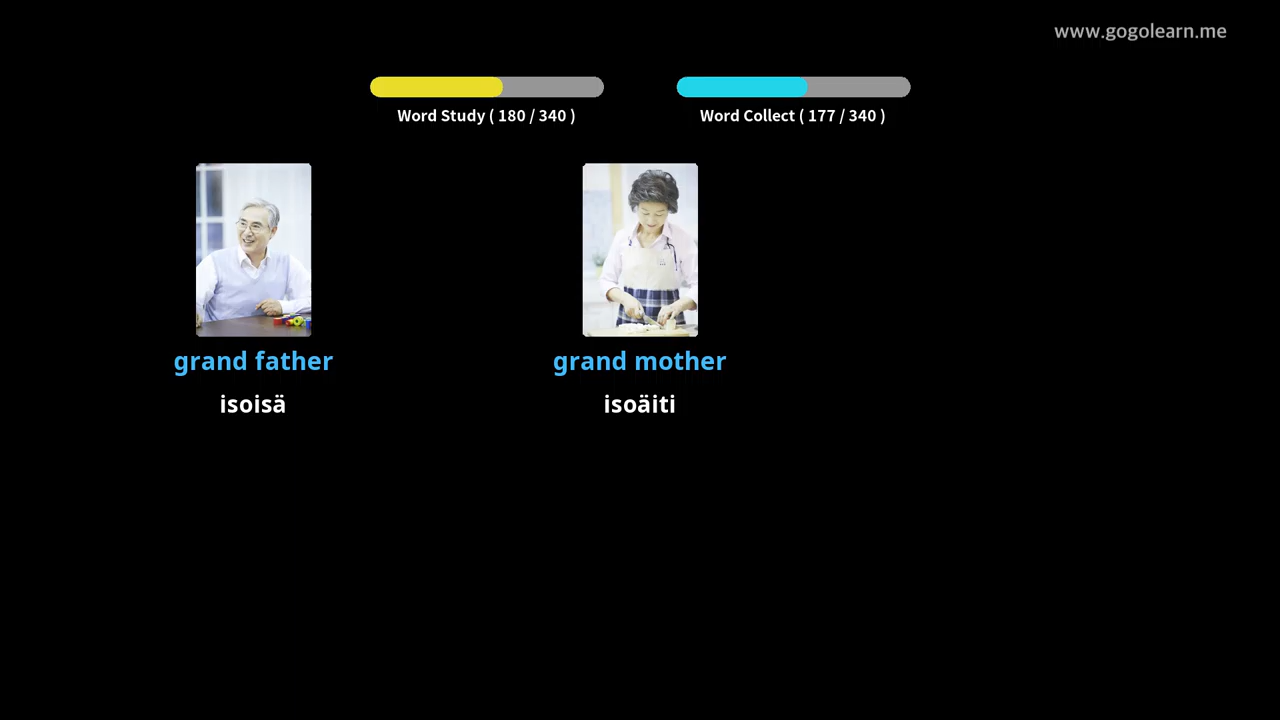 www.gogolearn.me
Word Study ( 180 / 340 )
Word Collect ( 177 / 340 )
grand father
grand mother
isoisä
isoäiti